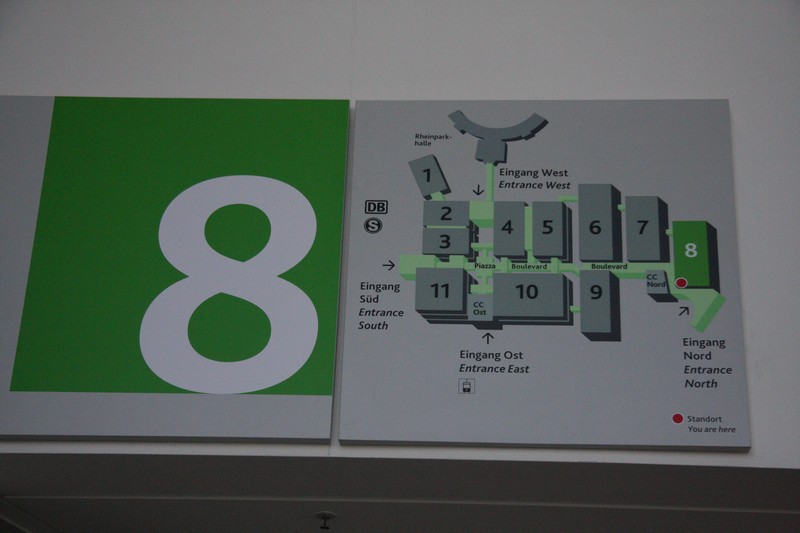 8
Rheinpark-
halle
1
Eingang West
Entrance West
DB
S
2
3
4
5
6
7
8
Piazza
Boulevard
Boulevard
CC
Nord
Eingang
Süd
Entrance
South
11
CC
Ost
10
9
Eingang Ost
Entrance East
Eingang
Nord
Entrance
North
Standort
You are here